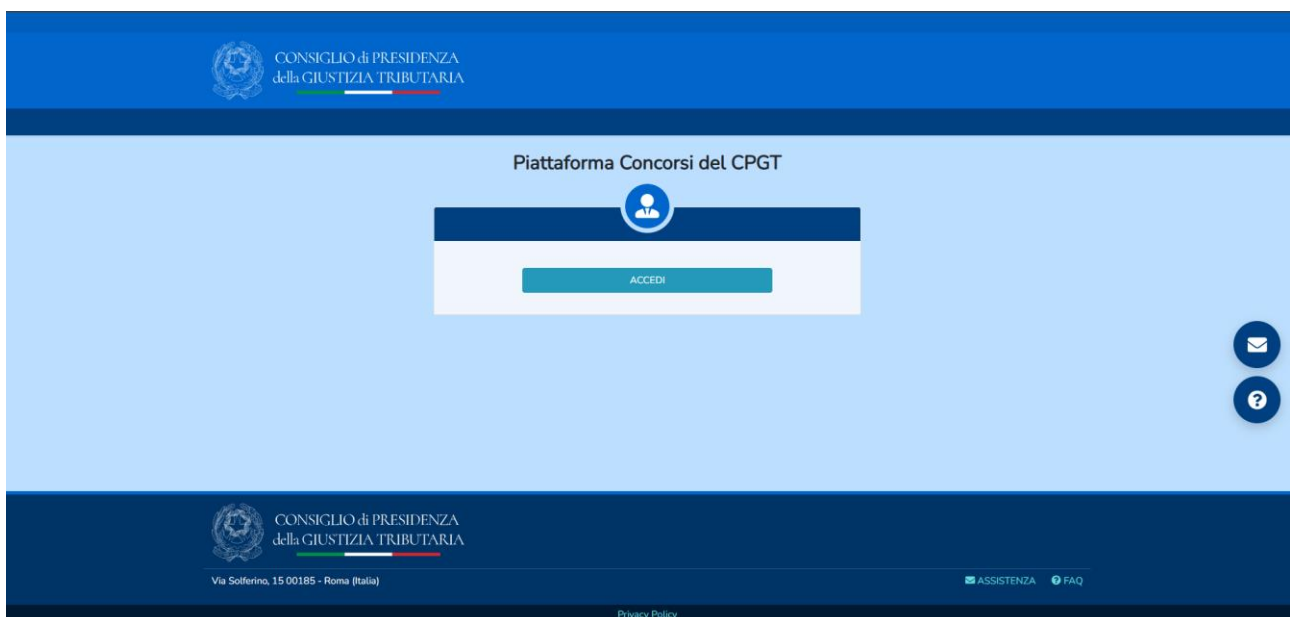 CONSIGLIO di PRESIDENZA
della GIUSTIZIA TRIBUTARIA
Piattaforma Concorsi del CPGT
ACCEDI
CONSIGLIO di PRESIDENZA
della GIUSTIZIA TRIBUTARIA
Via Solferino, 15 00185 - Roma (Italia)
ASSISTENZA FAQ
Privacy Policy